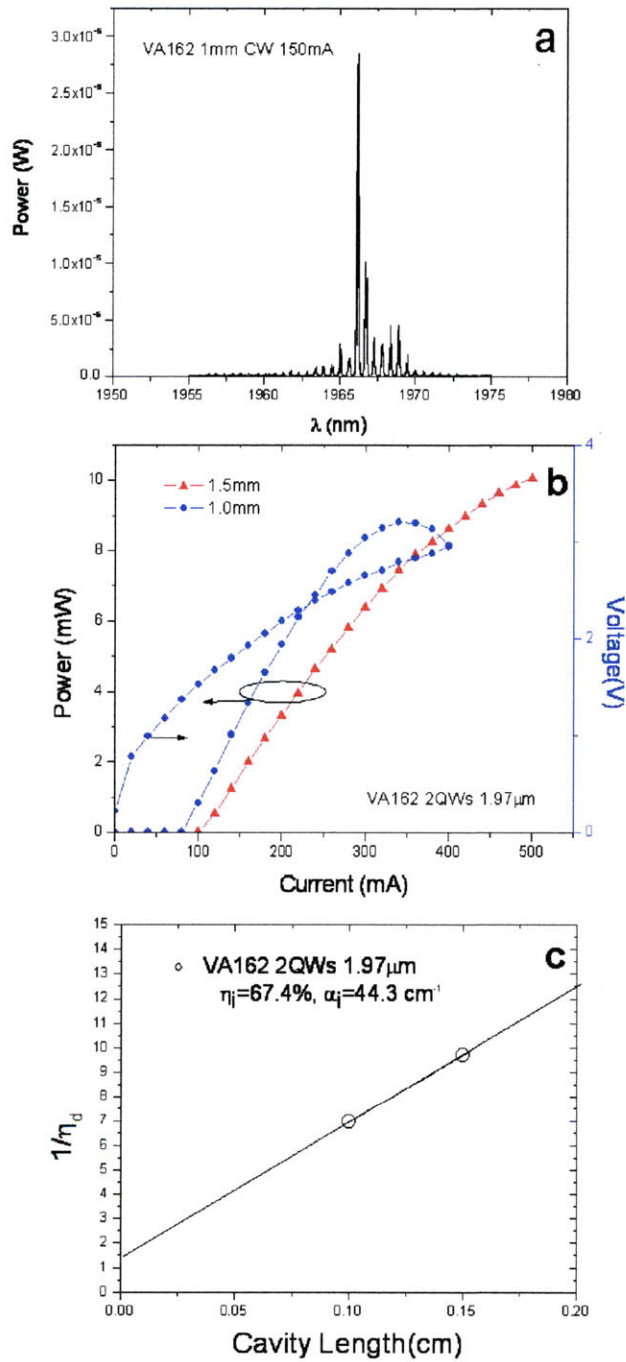 a
VA162 1mm CW 150mA
3.0x10⁻⁵
2.5x10⁻⁵
2.0x10⁻⁵
1.5x10⁻⁵
1.0x10⁻⁵
5.0x10⁻⁶
0.0
Power (W)
1950 1955 1960 1965 1970 1975 1980
λ (nm)
b
1.5mm
1.0mm
10
8
6
4
2
0
Power (mW)
4
2
0
Voltage(V)
VA162 2QWs 1.97μm
0 100 200 300 400 500
Current (mA)
c
VA162 2QWs 1.97μm
ηi=67.4%, αi=44.3 cm⁻¹
15
14
13
12
11
10
9
8
7
6
5
4
3
2
1
0
1/ηd
0.00 0.05 0.10 0.15 0.20
Cavity Length(cm)